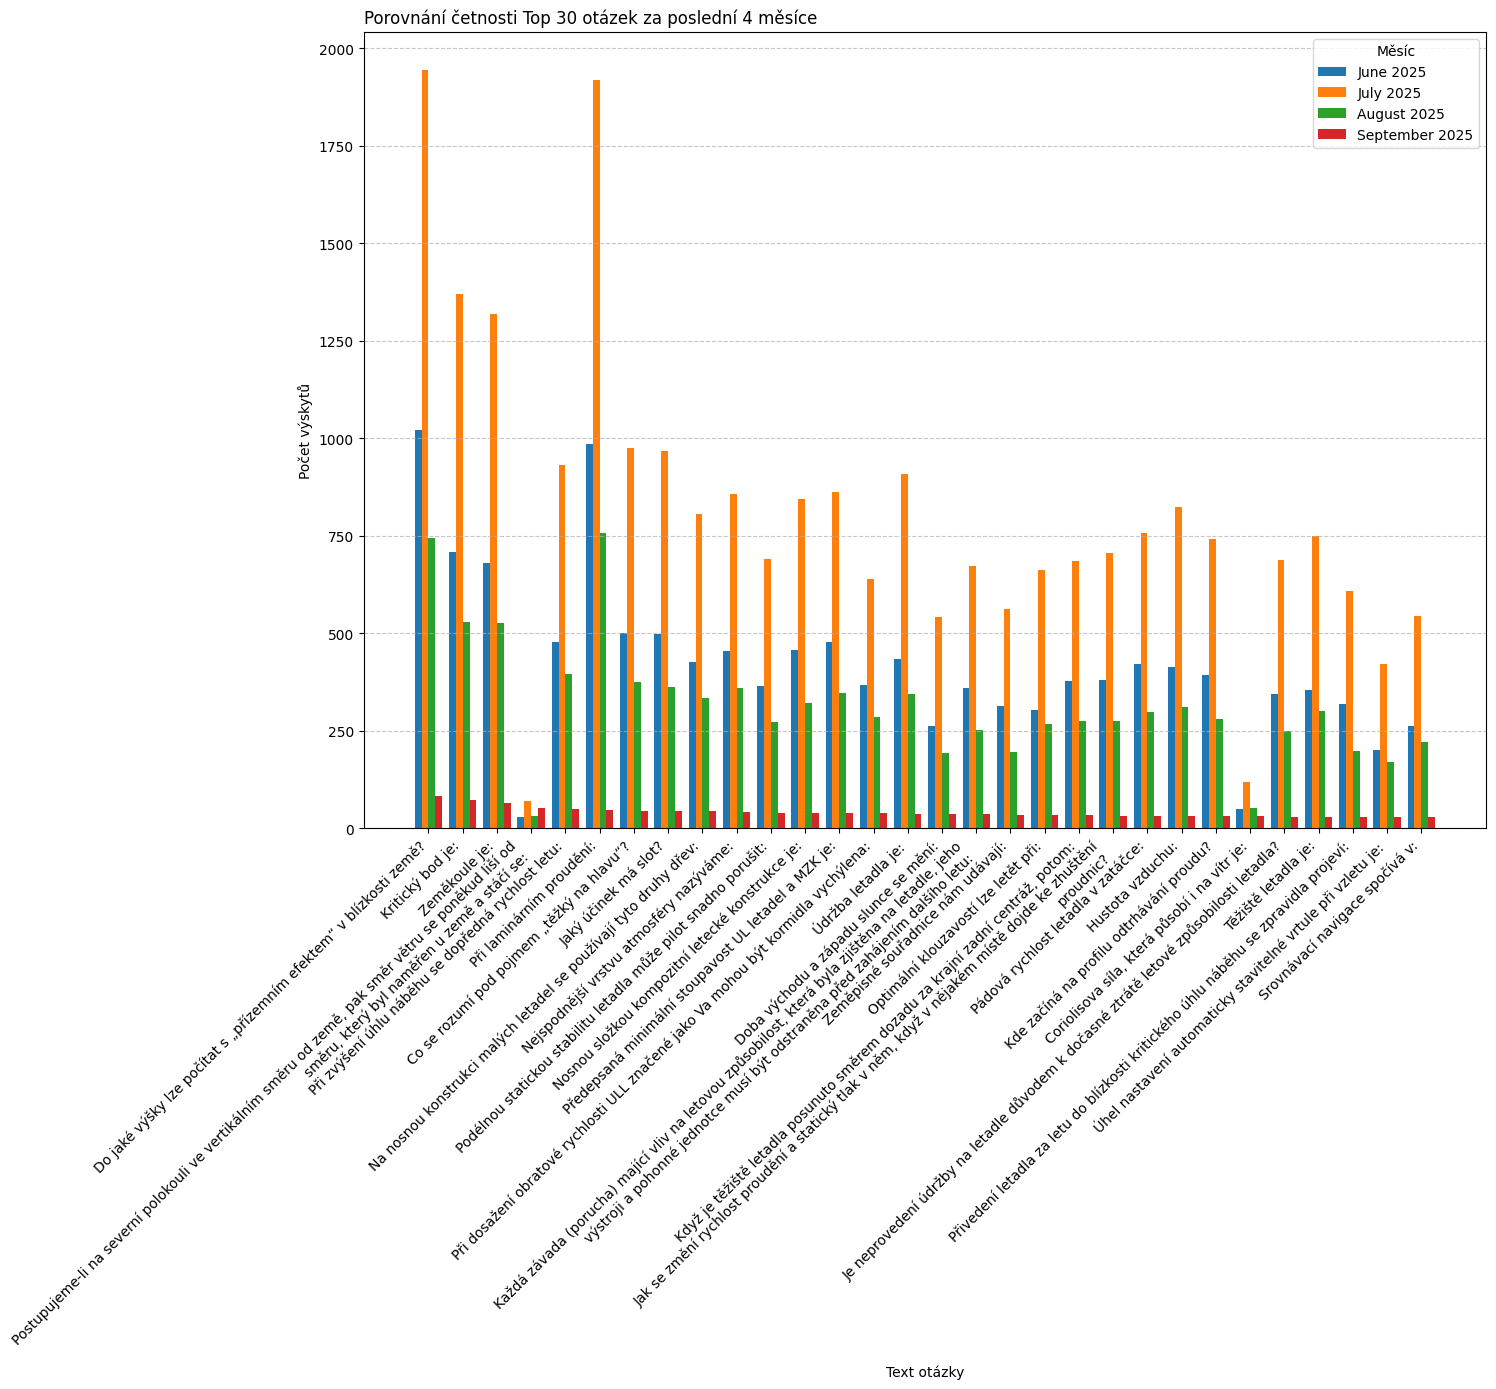 Porovnání četnosti Top 30 otázek za poslední 4 měsíce
Měsíc
June 2025
July 2025
August 2025
September 2025
Počet výskytů
2000
1750
1500
1250
1000
750
500
250
0
Do jaké výšky lze počítat s „přízemním efektem“ v blízkosti země?
Kritický bod je:
Zeměkoule je:
Postupujeme-li na severní polokouli ve vertikálním směru od země, pak směr větru se poněkud liší od
směru, který byl naměřen u země a stáčí se:
Při zvýšení úhlu náběhu se dopředná rychlost letu:
Při laminárním proudění:
Co se rozumí pod pojmem „těžký na hlavu“?
Jaký účinek má slot?
Na nosnou konstrukci malých letadel se používají tyto druhy dřev:
Nejspodnější vrstvu atmosféry nazýváme:
Podélnou statickou stabilitu letadla může pilot snadno porušit:
Nosnou složkou kompozitní letecké konstrukce je:
Předepsaná minimální stoupavost UL letadel a MZK je:
Při dosažení obratové rychlosti ULL značené jako Va mohou být kormidla vychýlena:
Údržba letadla je:
Doba východu a západu slunce se mění:
Každá závada (porucha) mající vliv na letovou způsobilost, která byla zjištěna na letadle, jeho
výstroji a pohonné jednotce musí být odstraněna před zahájením dalšího letu:
Zeměpisné souřadnice nám udávají:
Optimální klouzavostí lze letět při:
Když je těžiště letadla posunuto směrem dozadu za krajní zadní centráž, potom:
Jak se změní rychlost proudění a statický tlak v něm, když v nějakém místě dojde ke zhuštění
proudnic?
Pádová rychlost letadla v zatáčce:
Hustota vzduchu:
Kde začíná na profilu odtrhávání proudu?
Coriolisova síla, která působí i na vítr je:
Je neprovedení údržby na letadle důvodem k dočasné ztrátě letové způsobilosti letadla?
Těžiště letadla je:
Přivedení letadla za letu do blízkosti kritického úhlu náběhu se zpravidla projeví:
Úhel nastavení automaticky stavitelné vrtule při vzletu je:
Srovnávací navigace spočívá v:
Text otázky